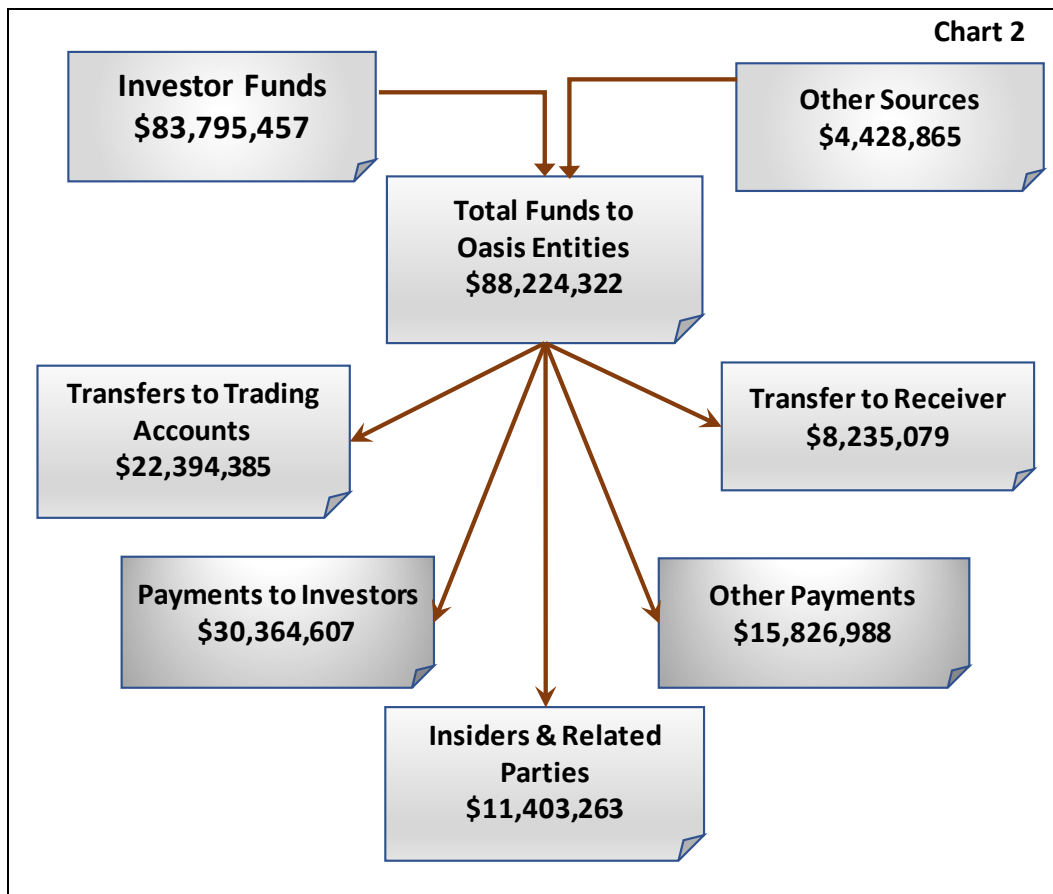 Chart 2
Investor Funds
$83,795,457
Other Sources
$4,428,865
Total Funds to
Oasis Entities
$88,224,322
Transfers to Trading
Accounts
$22,394,385
Transfer to Receiver
$8,235,079
Payments to Investors
$30,364,607
Other Payments
$15,826,988
Insiders & Related
Parties
$11,403,263